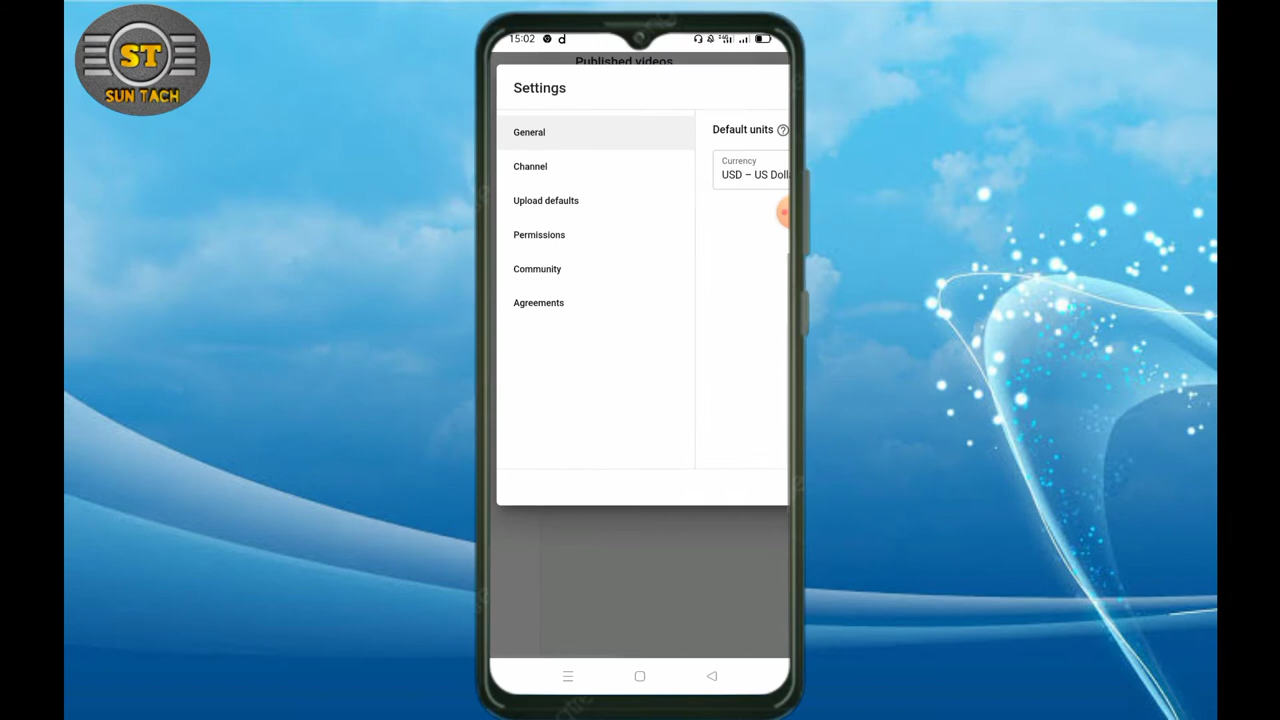 ST
SUN TACH
15:02
Published videos
Settings
General
Channel
Upload defaults
Permissions
Community
Agreements
Default units
Currency
USD – US Doll